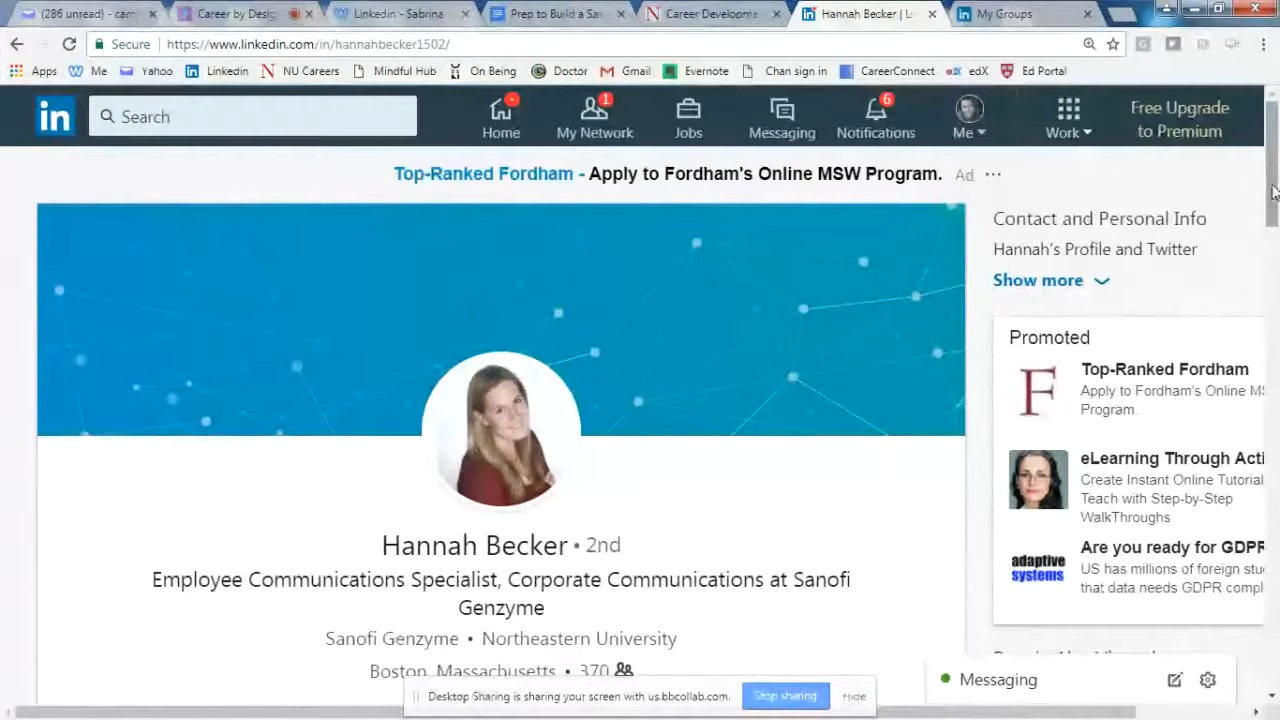 (286 unread) - cam
Career by Desig
Linkedin - Sabrina
Prep to Build a Sa
Career Developme
Hannah Becker | Li
My Groups
Secure
https://www.linkedin.com/in/hannahbecker1502/
Apps
Me
Yahoo
Linkedin
NU Careers
Mindful Hub
On Being
Doctor
Gmail
Evernote
Chan sign in
CareerConnect
edX
Ed Portal
in
Search
Home
1
My Network
Jobs
Messaging
6
Notifications
Me
Work
Free Upgrade
to Premium
Top-Ranked Fordham - Apply to Fordham's Online MSW Program. Ad ...
Contact and Personal Info
Hannah's Profile and Twitter
Show more
Promoted
F
Top-Ranked Fordham
Apply to Fordham's Online MS
Program.
eLearning Through Acti
Create Instant Online Tutorial
Teach with Step-by-Step
WalkThroughs
adaptive
systems
Are you ready for GDPR
US has millions of foreign stu
that data needs GDPR compl
Hannah Becker • 2nd
Employee Communications Specialist, Corporate Communications at Sanofi
Genzyme
Sanofi Genzyme • Northeastern University
Boston, Massachusetts • 370
Desktop Sharing is sharing your screen with us.bbcollab.com.
Stop sharing
Hide
Messaging